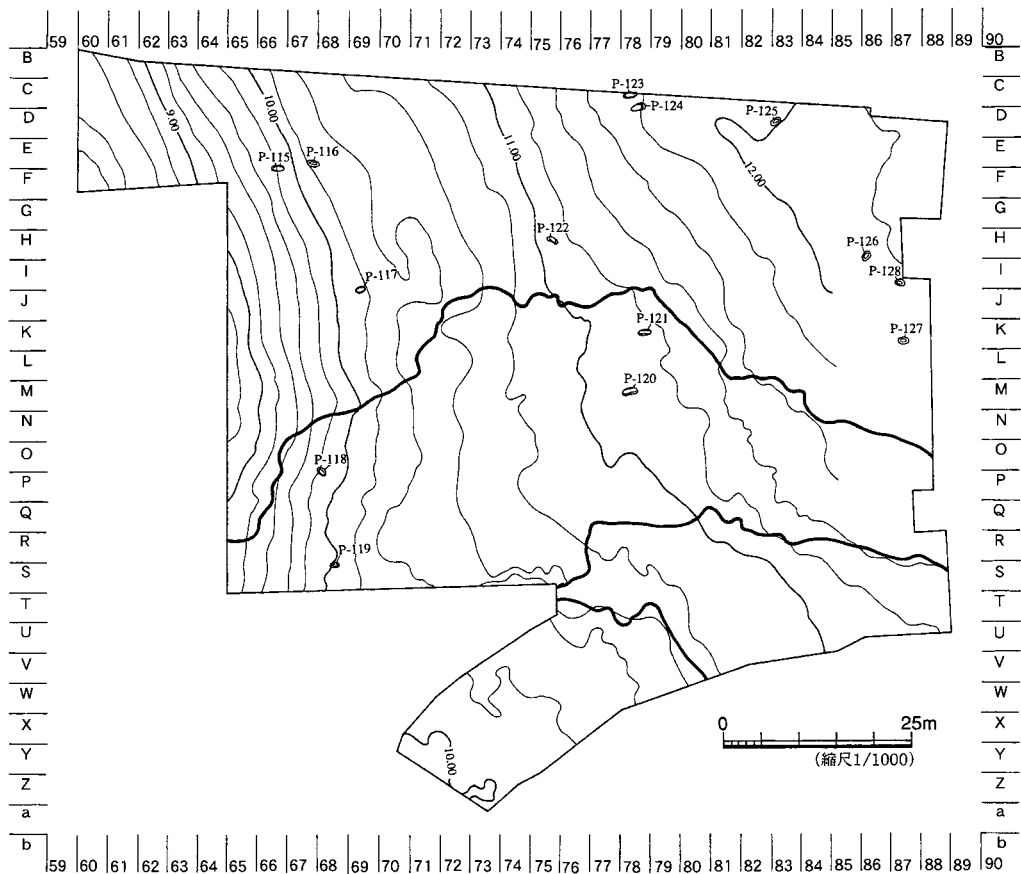 59 60 61 62 63 64 65 66 67 68 69 70 71 72 73 74 75 76 77 78 79 80 81 82 83 84 85 86 87 88 89 90
B B
C P-123 C
D 9.00 10.00 P-124 P-125 D
E P-115 P-116 11.00 E
F 12.00 F
G G
H P-122 P-126 H
I P-117 P-128 I
J J
K P-121 P-127 K
L L
M P-120 M
N N
O P-118 O
P P
Q Q
R P-119 R
S S
T T
U U
V V
W W
X 0 25m X
Y 10.00 (縮尺1/1000) Y
Z Z
a a
b b
59 60 61 62 63 64 65 66 67 68 69 70 71 72 73 74 75 76 77 78 79 80 81 82 83 84 85 86 87 88 89 90